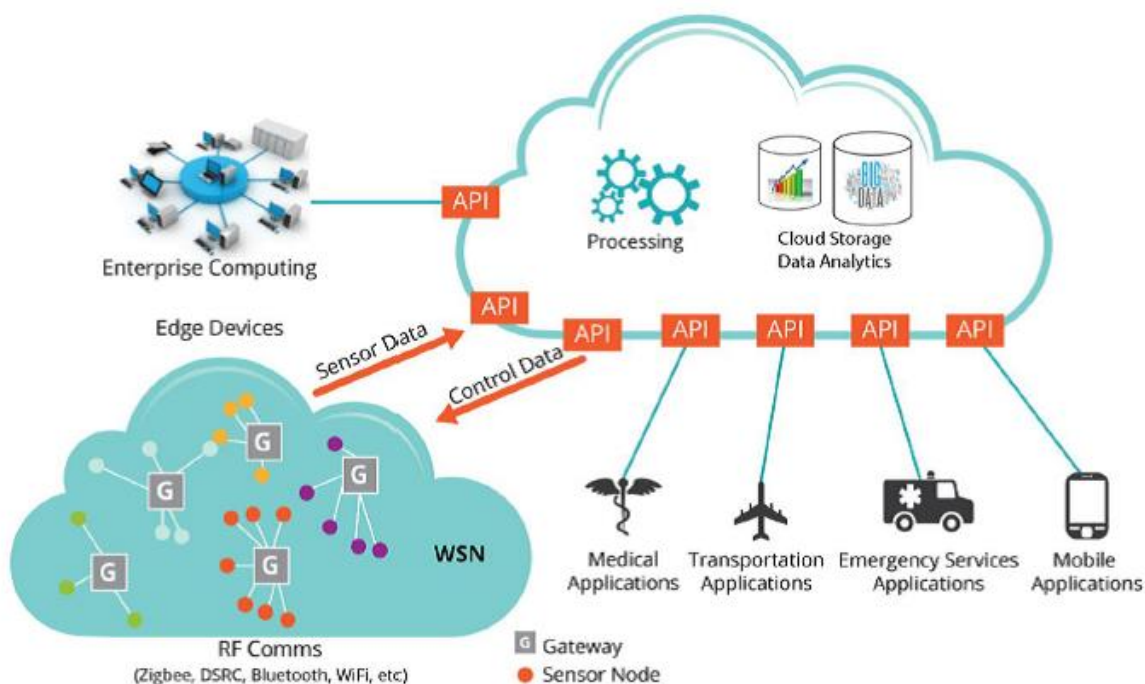 API
Processing
BIG
DATA
Cloud Storage
Data Analytics
Enterprise Computing
Edge Devices
API
API
API
API
API
API
Sensor Data
Control Data
G
G
G
G
G
WSN
Medical
Applications
Transportation
Applications
Emergency Services
Applications
Mobile
Applications
RF Comms
(Zigbee, DSRC, Bluetooth, WiFi, etc)
G Gateway
Sensor Node